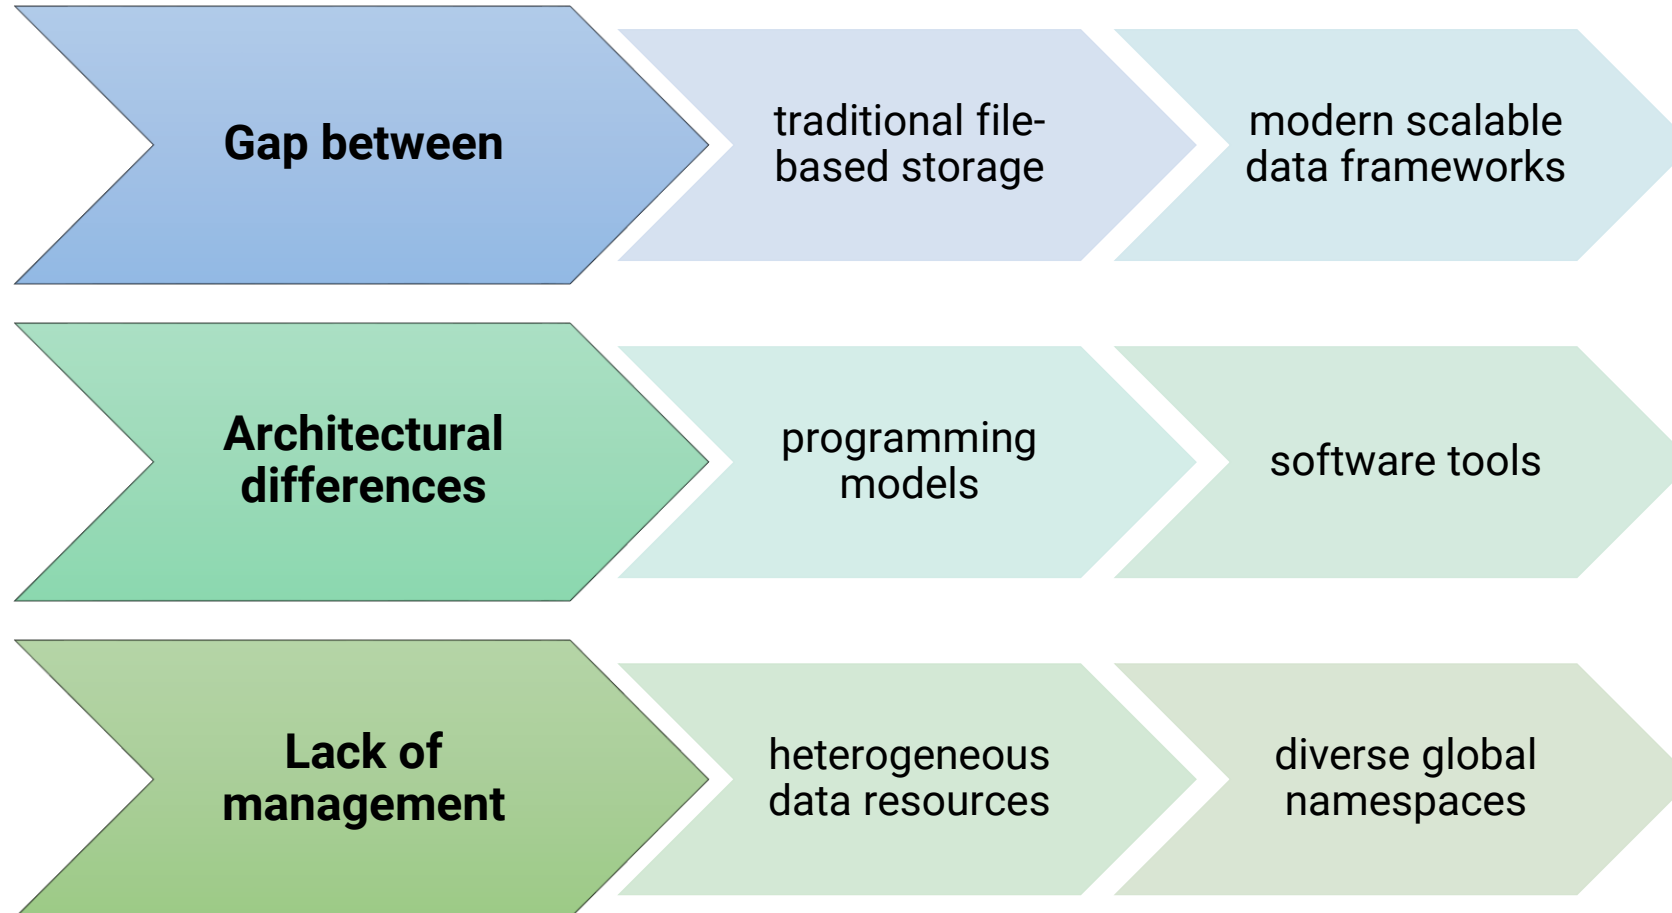 Gap between
traditional file-
based storage
modern scalable
data frameworks
Architectural
differences
programming
models
software tools
Lack of
management
heterogeneous
data resources
diverse global
namespaces